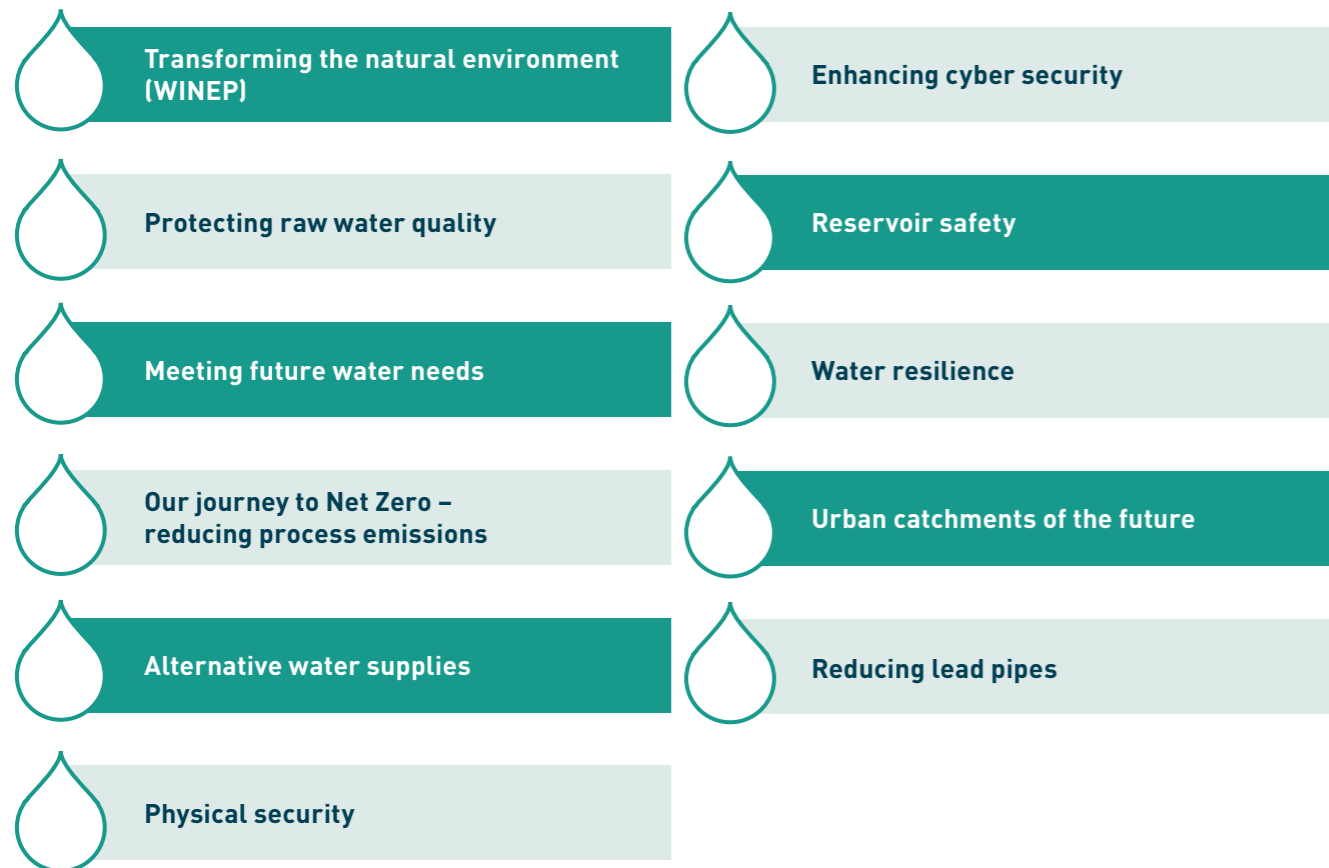 Transforming the natural environment
(WINEP)
Protecting raw water quality
Meeting future water needs
Our journey to Net Zero –
reducing process emissions
Alternative water supplies
Physical security
Enhancing cyber security
Reservoir safety
Water resilience
Urban catchments of the future
Reducing lead pipes